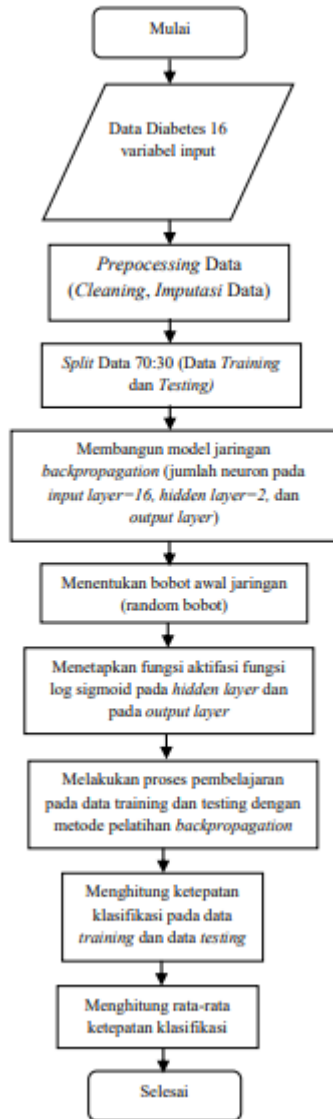 Mulai
Data Diabetes 16
variabel input
Prepocessing Data
(Cleaning, Imputasi Data)
Split Data 70:30 (Data Training
dan Testing)
Membangun model jaringan
backpropagation (jumlah neuron pada
input layer=16, hidden layer=2, dan
output layer)
Menentukan bobot awal jaringan
(random bobot)
Menetapkan fungsi aktifasi fungsi
log sigmoid pada hidden layer dan
pada output layer
Melakukan proses pembelajaran
pada data training dan testing dengan
metode pelatihan backpropagation
Menghitung ketepatan
klasifikasi pada data
training dan data testing
Menghitung rata-rata
ketepatan klasifikasi
Selesai